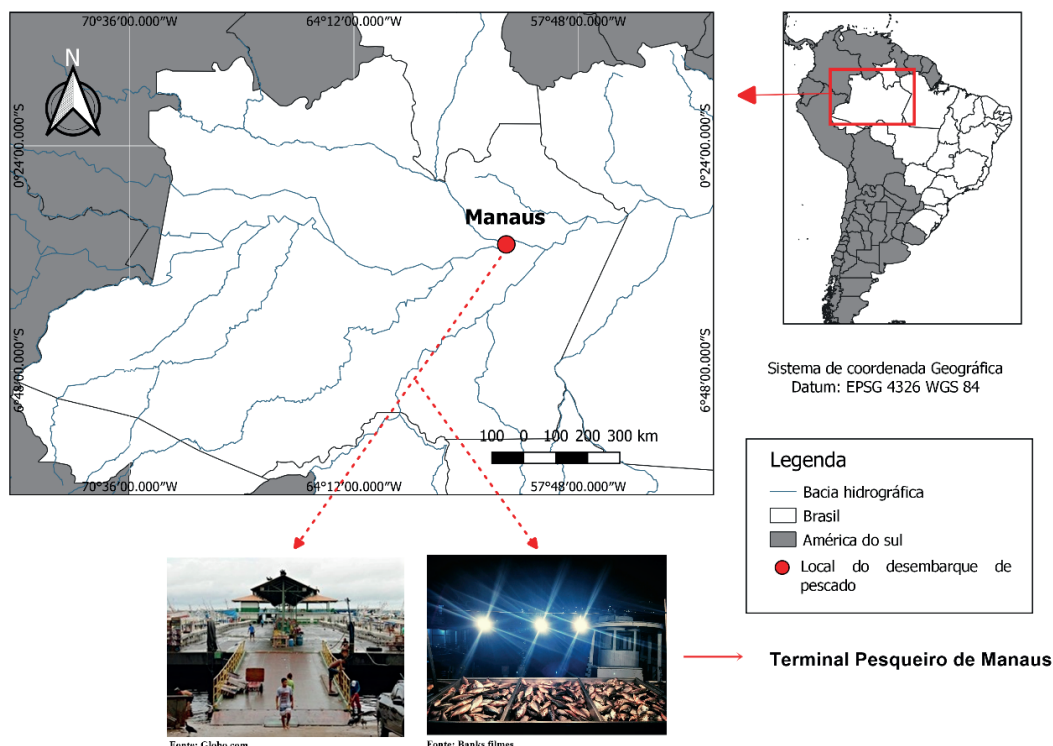 70°36'00.000"W 64°12'00.000"W 57°48'00.000"W
N
0°24'00.000"S
0°24'00.000"S
Manaus
6°48'00.000"S
6°48'00.000"S
100 0 100 200 300 km
70°36'00.000"W 64°12'00.000"W 57°48'00.000"W
Sistema de coordenada Geográfica
Datum: EPSG 4326 WGS 84
Legenda
Bacia hidrográfica
Brasil
América do sul
Local do desembarque de
pescado
Terminal Pesqueiro de Manaus
Fonte: Globo.com
Fonte: Banks filmes